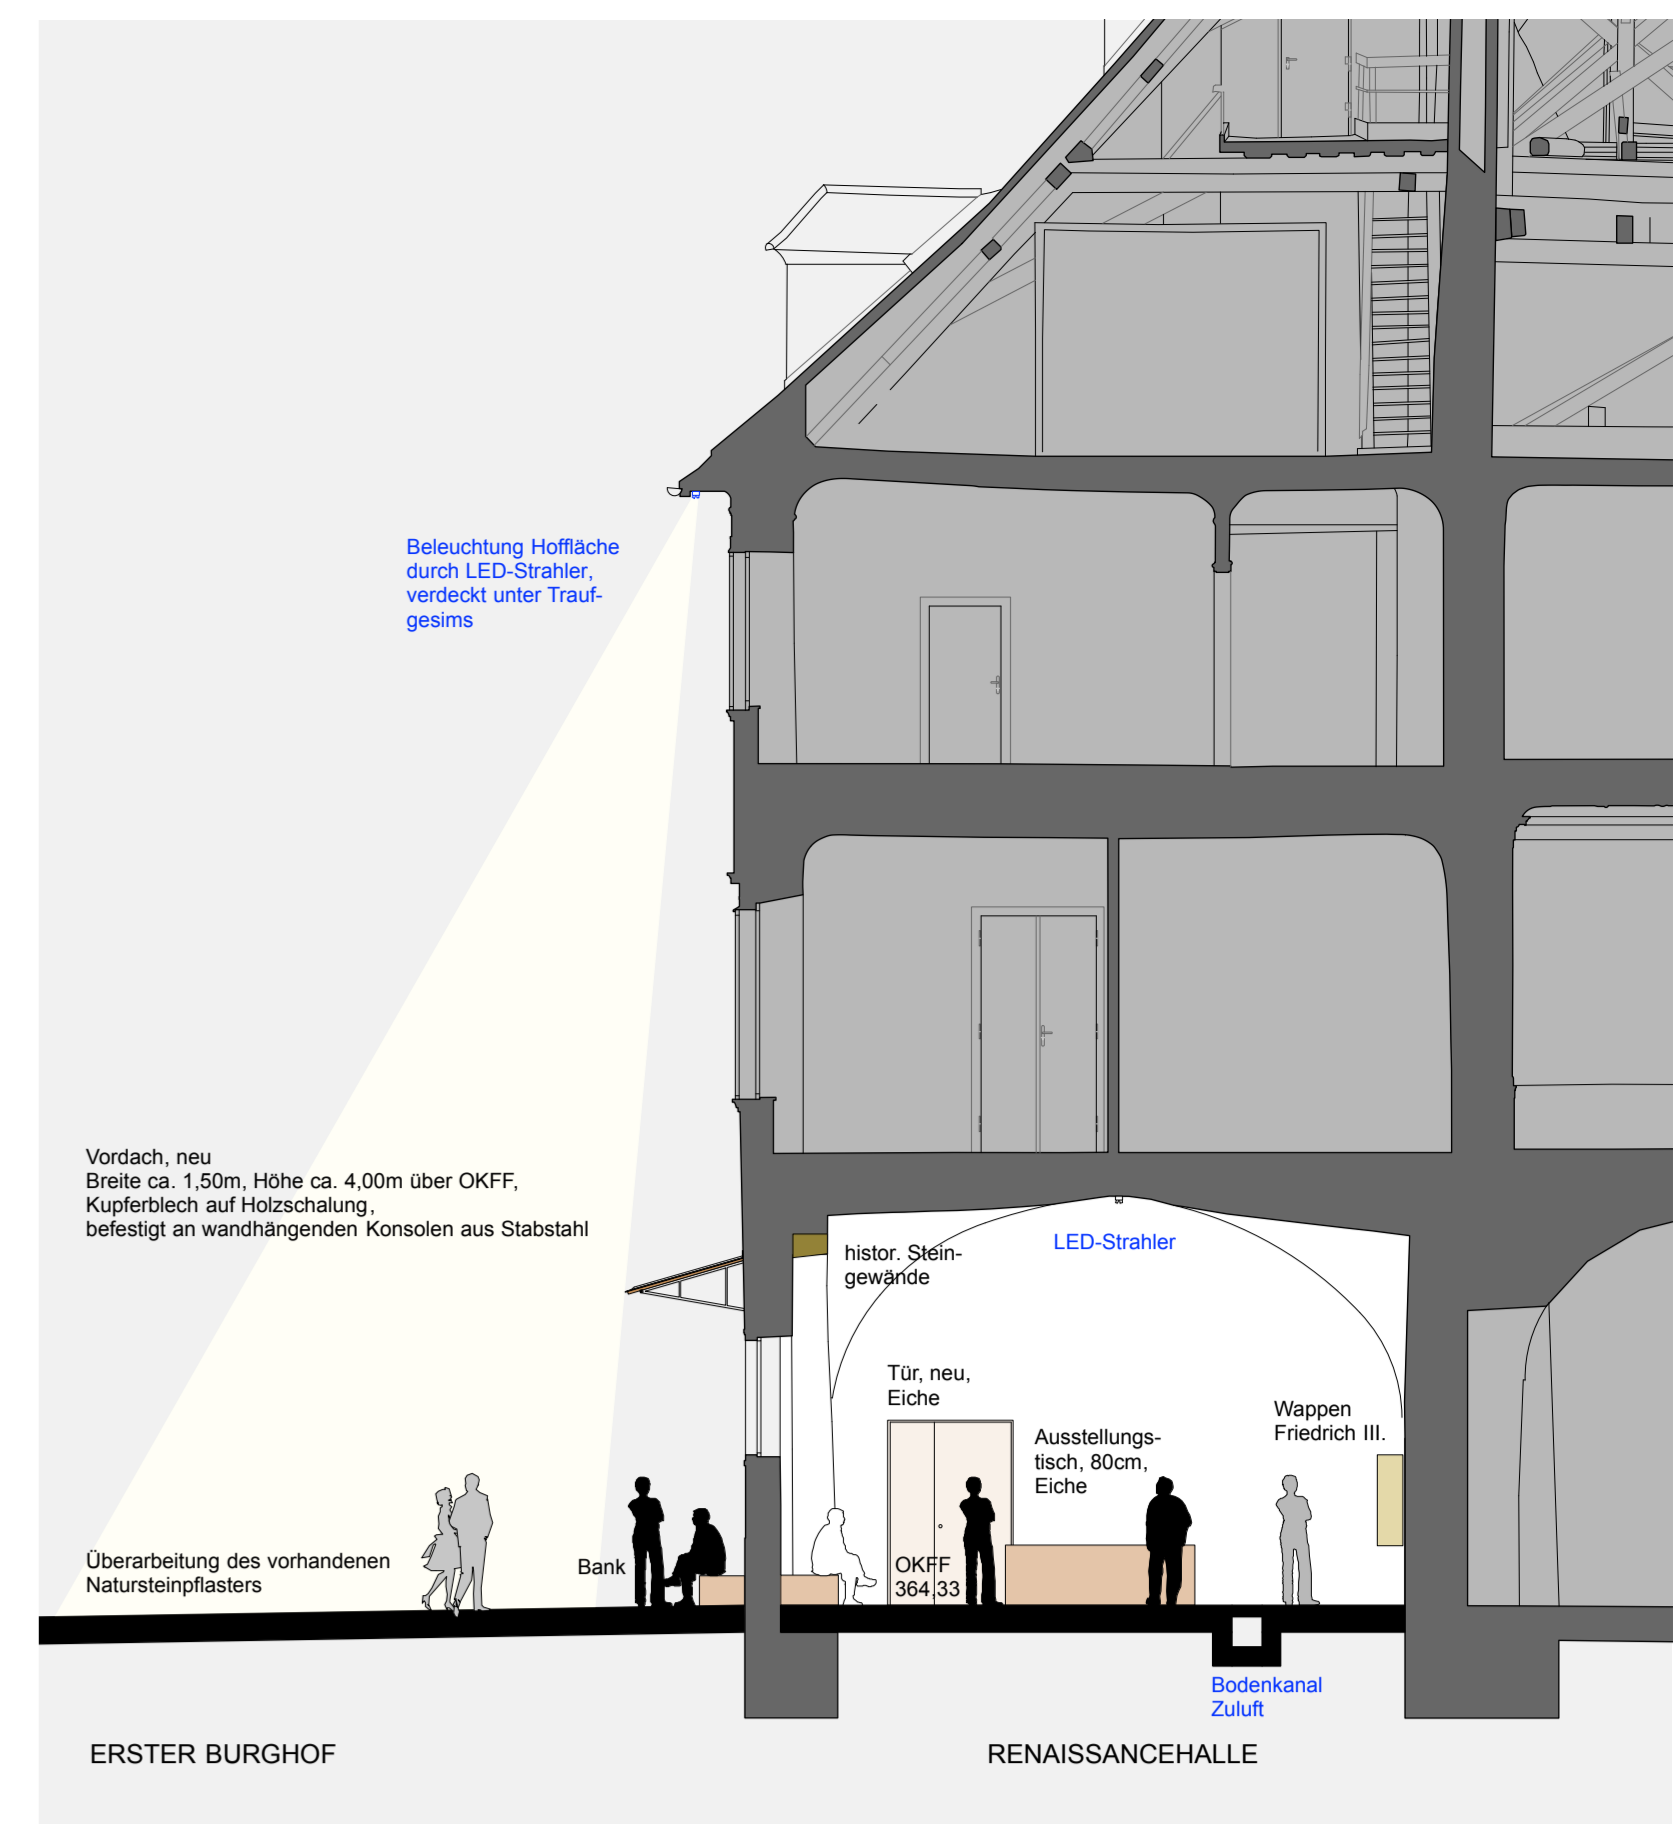 Beleuchtung Hoffläche
durch LED-Strahler,
verdeckt unter Trauf-
gesims
Vordach, neu
Breite ca. 1,50m, Höhe ca. 4,00m über OKFF,
Kupferblech auf Holzschalung,
befestigt an wandhängenden Konsolen aus Stabstahl
histor. Stein-
gewände
LED-Strahler
Tür, neu,
Eiche
Ausstellungs-
tisch, 80cm,
Eiche
Wappen
Friedrich III.
Überarbeitung des vorhandenen
Natursteinpflasters
Bank
OKFF
364,33
Bodenkanal
Zuluft
ERSTER BURGHOF
RENAISSANCEHALLE